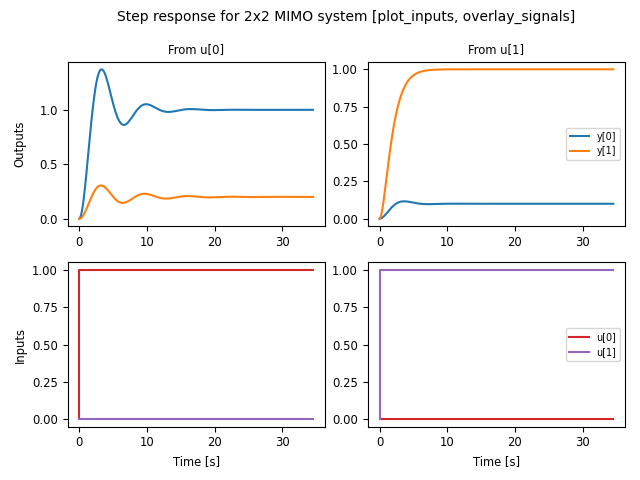 Step response for 2x2 MIMO system [plot_inputs, overlay_signals]
From u[0]
From u[1]
Outputs
1.0
0.5
0.0
0 10 20 30
1.00
0.75
0.50
0.25
0.00
0 10 20 30
y[0]
y[1]
Inputs
1.00
0.75
0.50
0.25
0.00
0 10 20 30
Time [s]
1.00
0.75
0.50
0.25
0.00
0 10 20 30
Time [s]
u[0]
u[1]